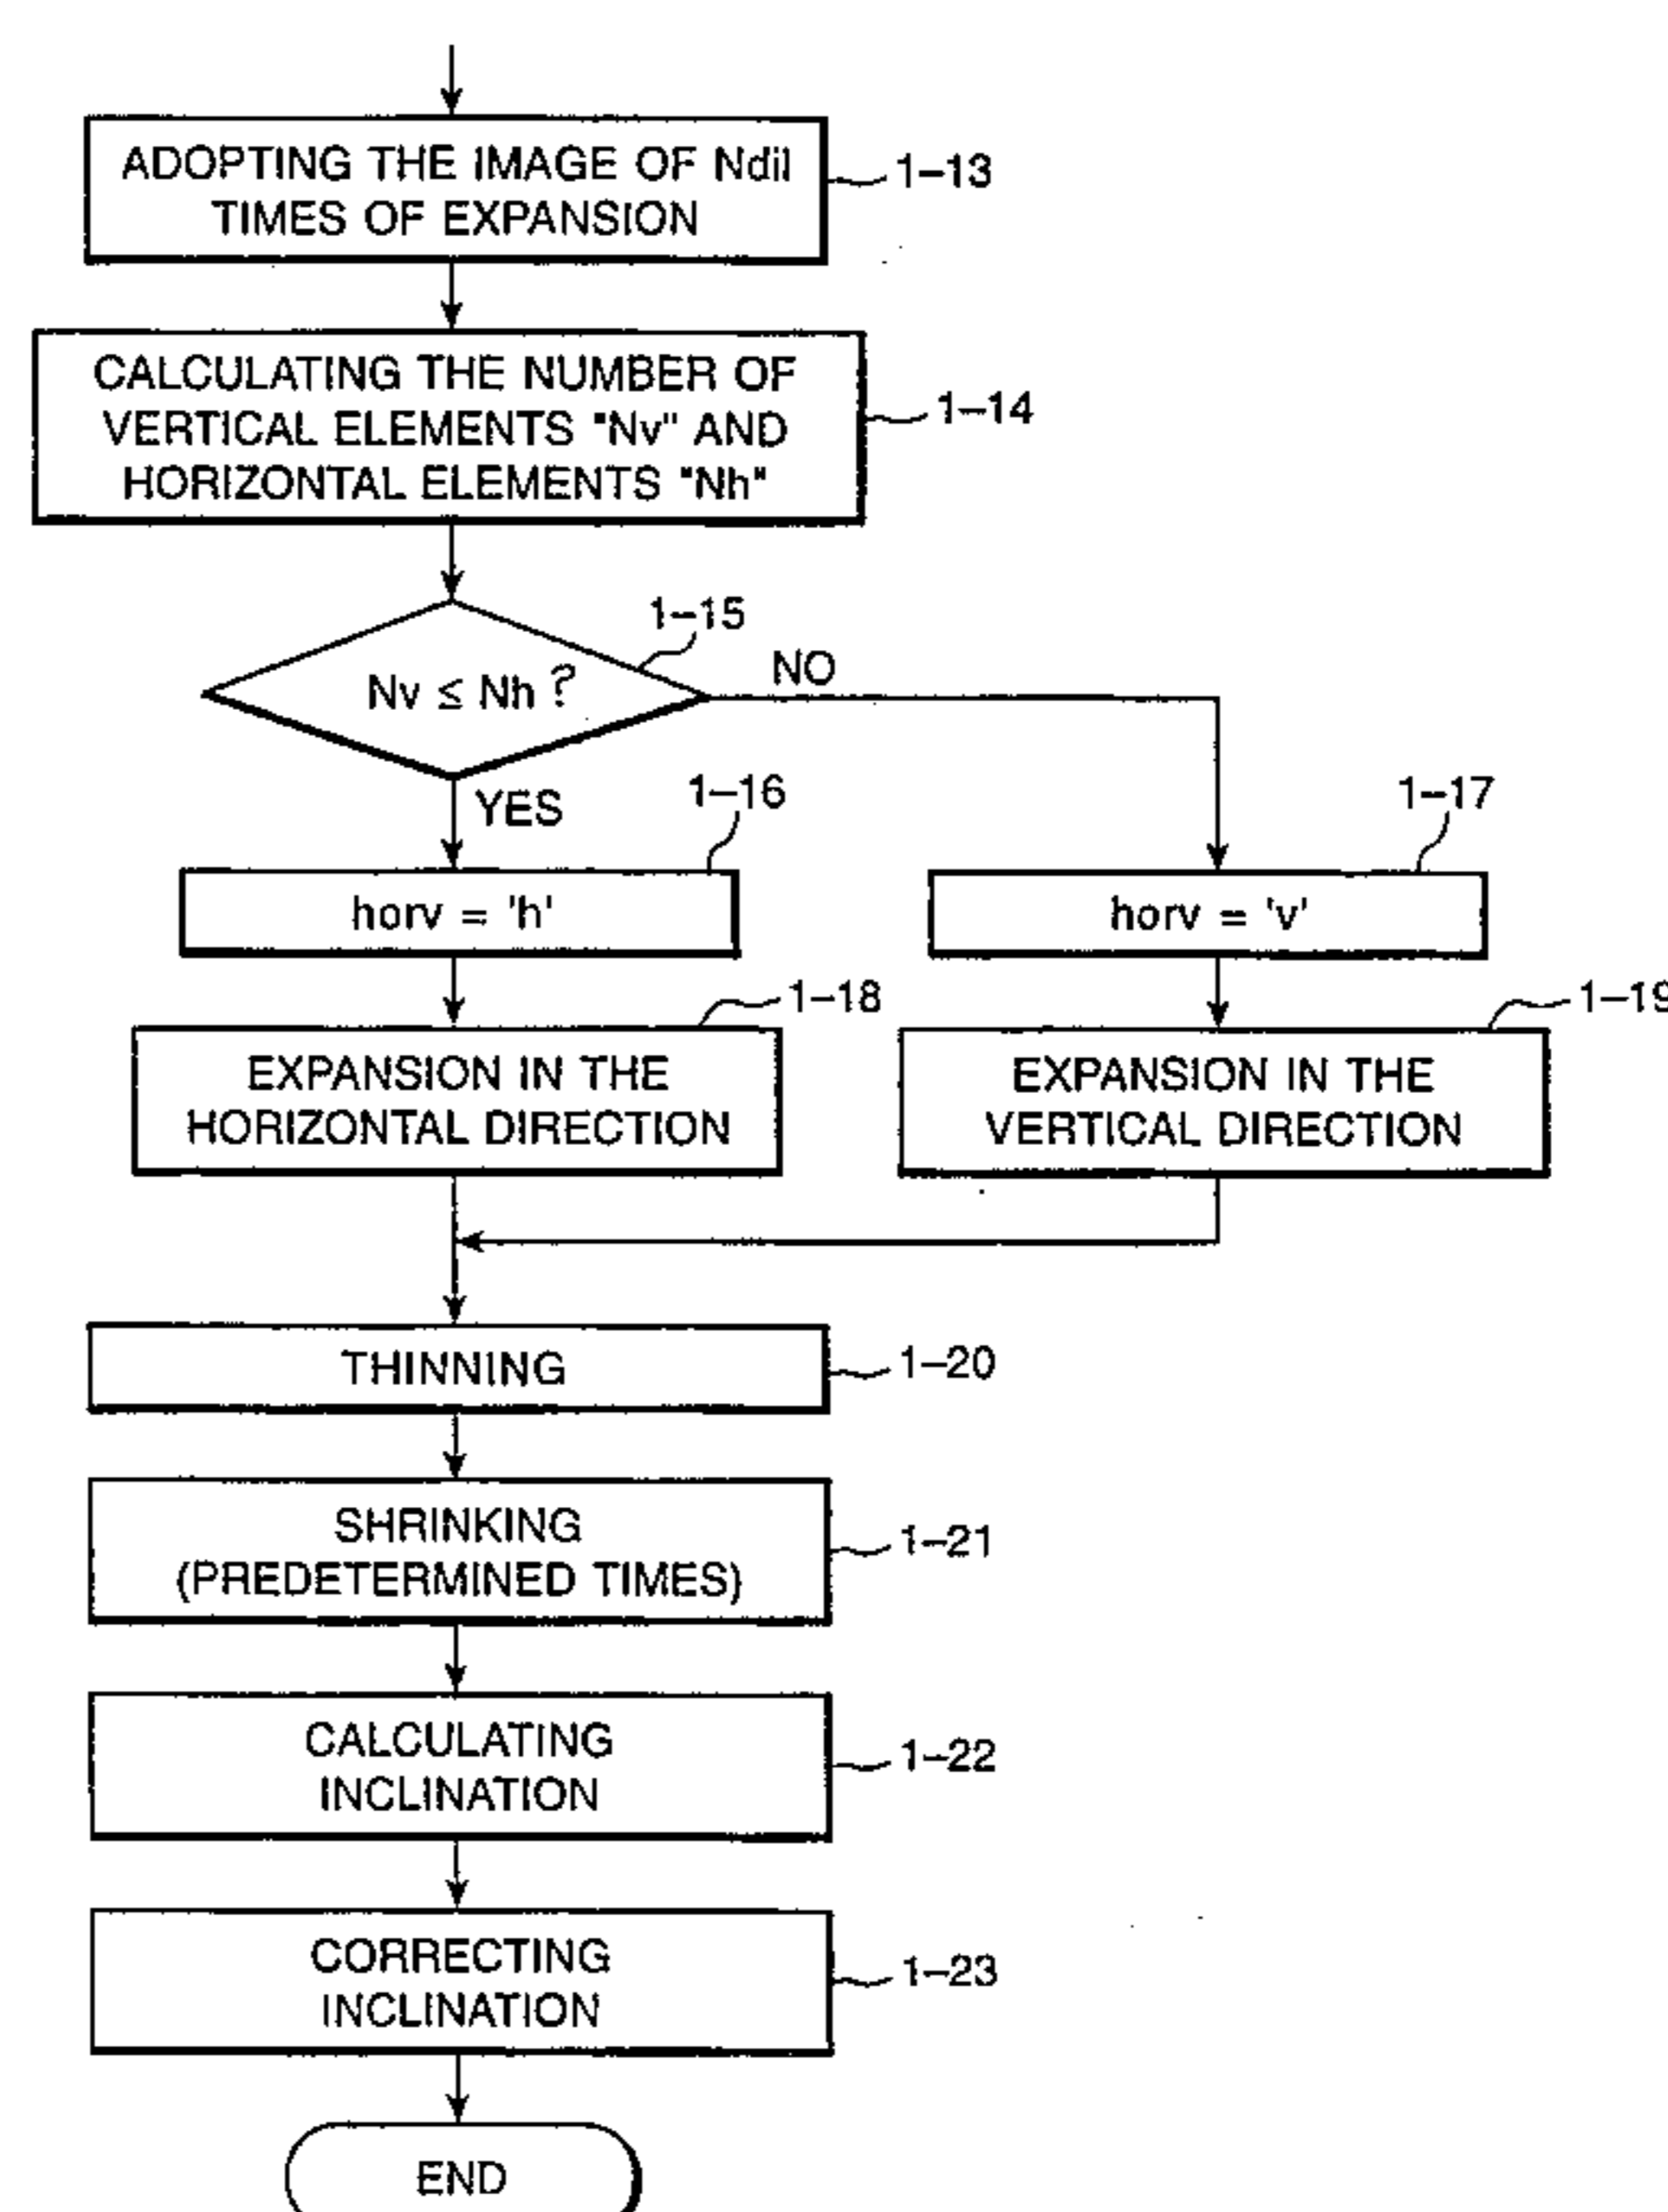 ADOPTING THE IMAGE OF Ndil
TIMES OF EXPANSION
1-13
CALCULATING THE NUMBER OF
VERTICAL ELEMENTS "Nv" AND
HORIZONTAL ELEMENTS "Nh"
1-14
1-15
Nv ≤ Nh ?
NO
YES
1-16
horv = 'h'
1-17
horv = 'v'
1-18
EXPANSION IN THE
HORIZONTAL DIRECTION
1-19
EXPANSION IN THE
VERTICAL DIRECTION
THINNING
1-20
SHRINKING
(PREDETERMINED TIMES)
1-21
CALCULATING
INCLINATION
1-22
CORRECTING
INCLINATION
1-23
END